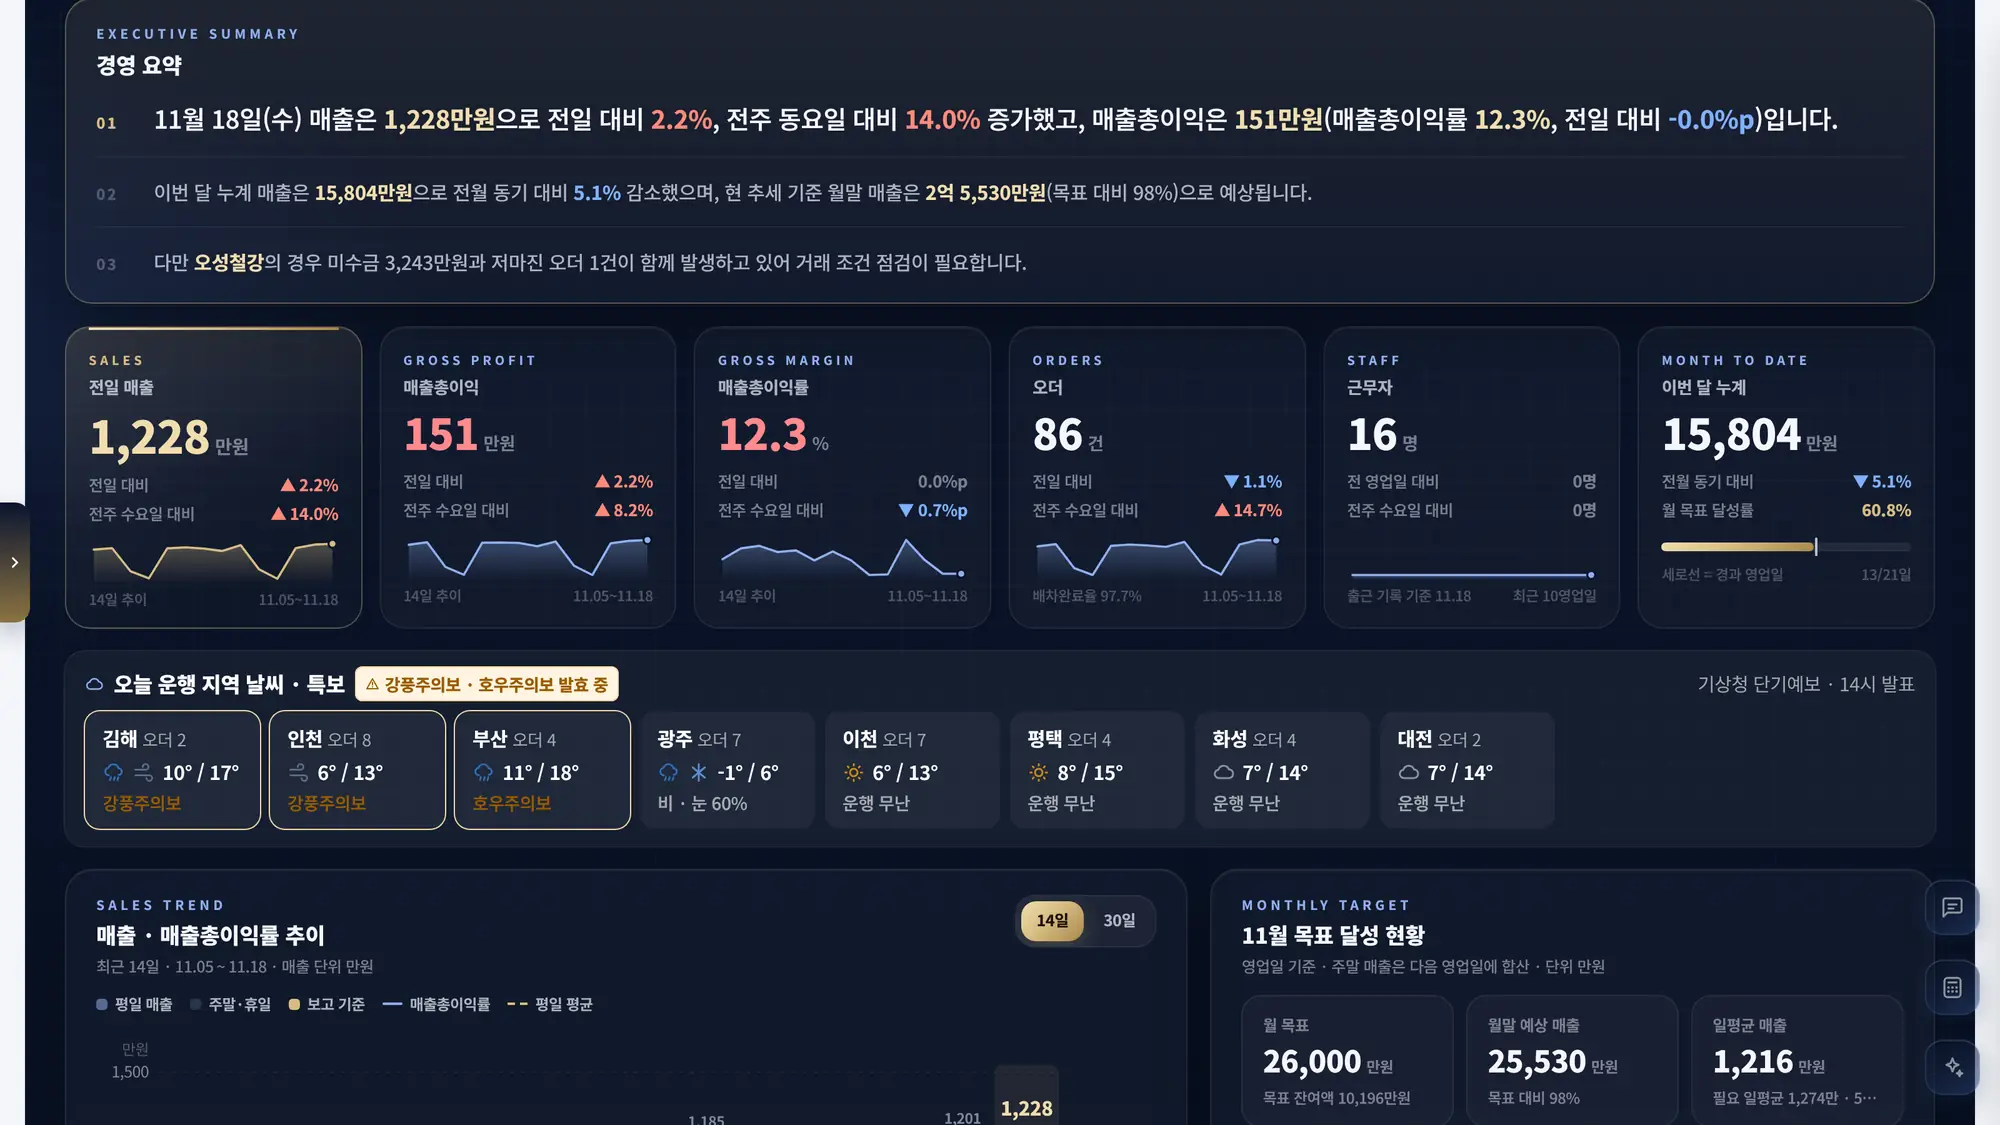 EXECUTIVE SUMMARY
경영 요약
01 11월 18일(수) 매출은 1,228만원으로 전일 대비 2.2%, 전주 동요일 대비 14.0% 증가했고, 매출총이익은 151만원(매출총이익률 12.3%, 전일 대비 -0.0%p)입니다.
02 이번 달 누계 매출은 15,804만원으로 전월 동기 대비 5.1% 감소했으며, 현 추세 기준 월말 매출은 2억 5,530만원(목표 대비 98%)으로 예상됩니다.
03 다만 오성철강의 경우 미수금 3,243만원과 저마진 오더 1건이 함께 발생하고 있어 거래 조건 점검이 필요합니다.
SALES
전일 매출
1,228 만원
전일 대비 ▲2.2%
전주 수요일 대비 ▲14.0%
14일 추이 11.05~11.18
GROSS PROFIT
매출총이익
151 만원
전일 대비 ▲2.2%
전주 수요일 대비 ▲8.2%
14일 추이 11.05~11.18
GROSS MARGIN
매출총이익률
12.3 %
전일 대비 0.0%p
전주 수요일 대비 ▼0.7%p
14일 추이 11.05~11.18
ORDERS
오더
86 건
전일 대비 ▼1.1%
전주 수요일 대비 ▲14.7%
배차완료율 97.7% 11.05~11.18
STAFF
근무자
16 명
전 영업일 대비 0명
전주 수요일 대비 0명
출근 기록 기준 11.18 최근 10영업일
MONTH TO DATE
이번 달 누계
15,804 만원
전월 동기 대비 ▼5.1%
월 목표 달성률 60.8%
세로선 = 경과 영업일 13/21일
오늘 운행 지역 날씨 · 특보 ⚠ 강풍주의보 · 호우주의보 발효 중 기상청 단기예보 · 14시 발표
김해 오더 2
10° / 17°
강풍주의보
인천 오더 8
6° / 13°
강풍주의보
부산 오더 4
11° / 18°
호우주의보
광주 오더 7
-1° / 6°
비 · 눈 60%
이천 오더 7
6° / 13°
운행 무난
평택 오더 4
8° / 15°
운행 무난
화성 오더 4
7° / 14°
운행 무난
대전 오더 2
7° / 14°
운행 무난
SALES TREND
매출 · 매출총이익률 추이
최근 14일 · 11.05 ~ 11.18 · 매출 단위 만원
14일 30일
평일 매출 주말·휴일 보고 기준 매출총이익률 평일 평균
만원
1,500
1,185 1,201 1,228
MONTHLY TARGET
11월 목표 달성 현황
영업일 기준 · 주말 매출은 다음 영업일에 합산 · 단위 만원
월 목표
26,000 만원
목표 잔여액 10,196만원
월말 예상 매출
25,530 만원
목표 대비 98%
일평균 매출
1,216 만원
필요 일평균 1,274만 · 5…